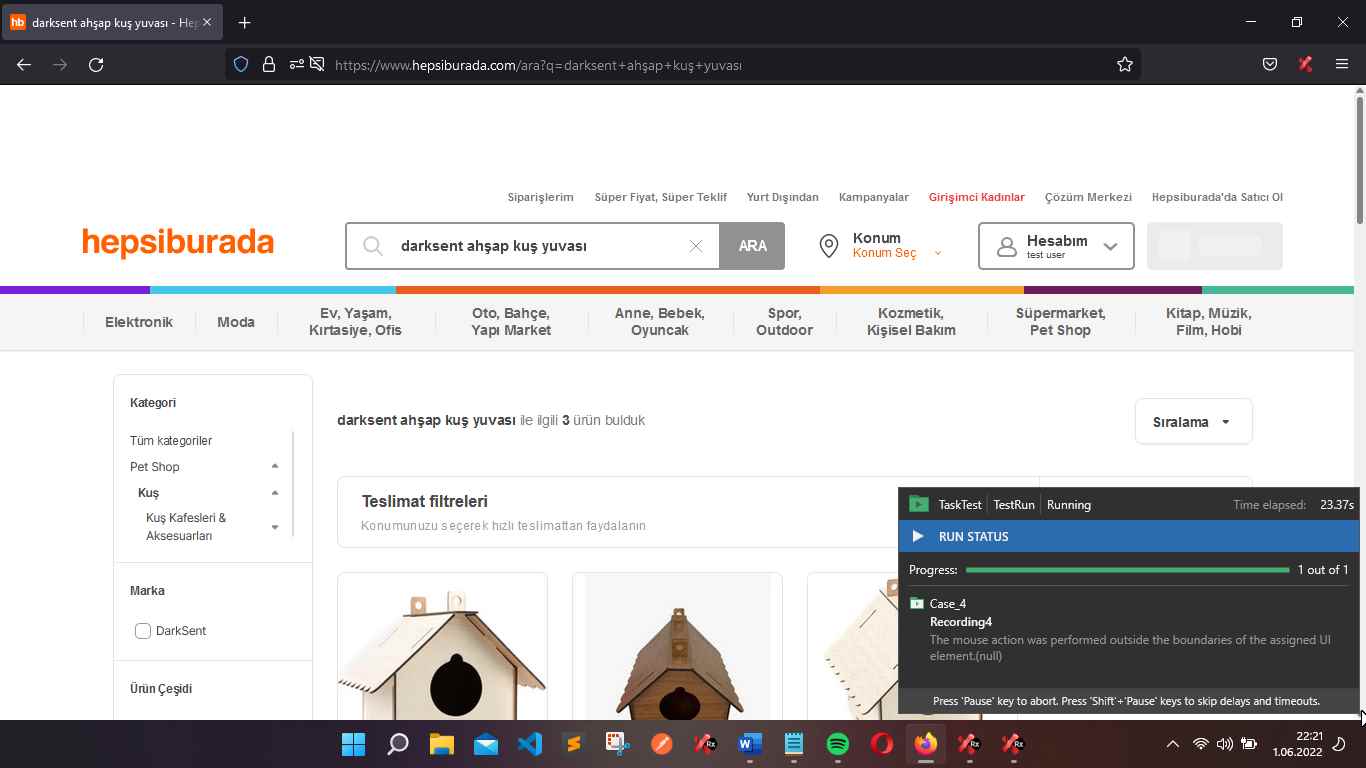 hb darksent ahşap kuş yuvası - Hep
https://www.hepsiburada.com/ara?q=darksent+ahşap+kuş+yuvası
Siparişlerim Süper Fiyat, Süper Teklif Yurt Dışından Kampanyalar Girişimci Kadınlar Çözüm Merkezi Hepsiburada'da Satıcı Ol
hepsiburada
darksent ahşap kuş yuvası
ARA
Konum
Konum Seç
Hesabım
test user
Elektronik
Moda
Ev, Yaşam,
Kırtasiye, Ofis
Oto, Bahçe,
Yapı Market
Anne, Bebek,
Oyuncak
Spor,
Outdoor
Kozmetik,
Kişisel Bakım
Süpermarket,
Pet Shop
Kitap, Müzik,
Film, Hobi
Kategori
Tüm kategoriler
Pet Shop
Kuş
Kuş Kafesleri &
Aksesuarları
Marka
DarkSent
Ürün Çeşidi
darksent ahşap kuş yuvası ile ilgili 3 ürün bulduk
Sıralama
Teslimat filtreleri
Konumunuzu seçerek hızlı teslimattan faydalanın
TaskTest TestRun Running Time elapsed: 23.37s
RUN STATUS
Progress: 1 out of 1
Case_4
Recording4
The mouse action was performed outside the boundaries of the assigned UI
element.(null)
Press 'Pause' key to abort. Press 'Shift'+'Pause' keys to skip delays and timeouts.
Rx
W
Rx
Rx
22:21
1.06.2022